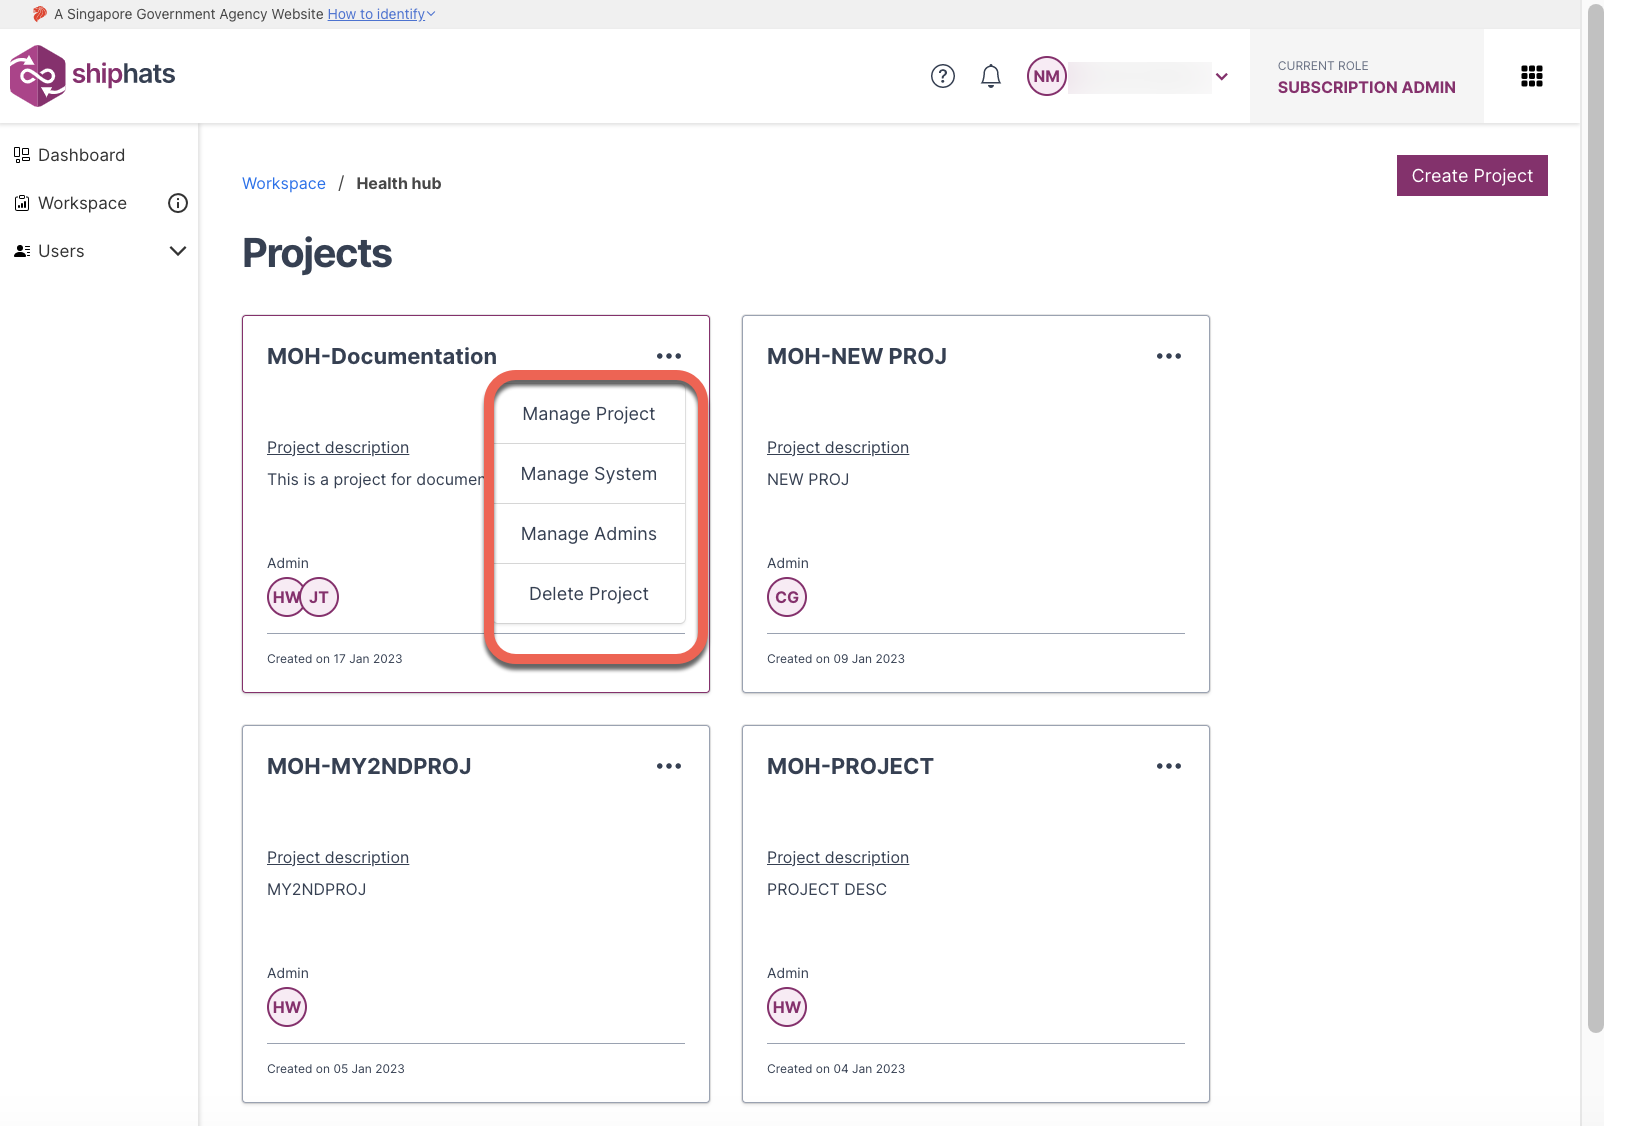 A Singapore Government Agency Website How to identify
shiphats
NM
CURRENT ROLE
SUBSCRIPTION ADMIN
Dashboard
Workspace
Users
Workspace / Health hub
Create Project
Projects
MOH-Documentation
Manage Project
Manage System
Manage Admins
Delete Project
Project description
This is a project for
Admin
HW JT
Created on 17 Jan 2023
MOH-NEW PROJ
Project description
NEW PROJ
Admin
CG
Created on 09 Jan 2023
MOH-MY2NDPROJ
Project description
MY2NDPROJ
Admin
HW
Created on 05 Jan 2023
MOH-PROJECT
Project description
PROJECT DESC
Admin
HW
Created on 04 Jan 2023